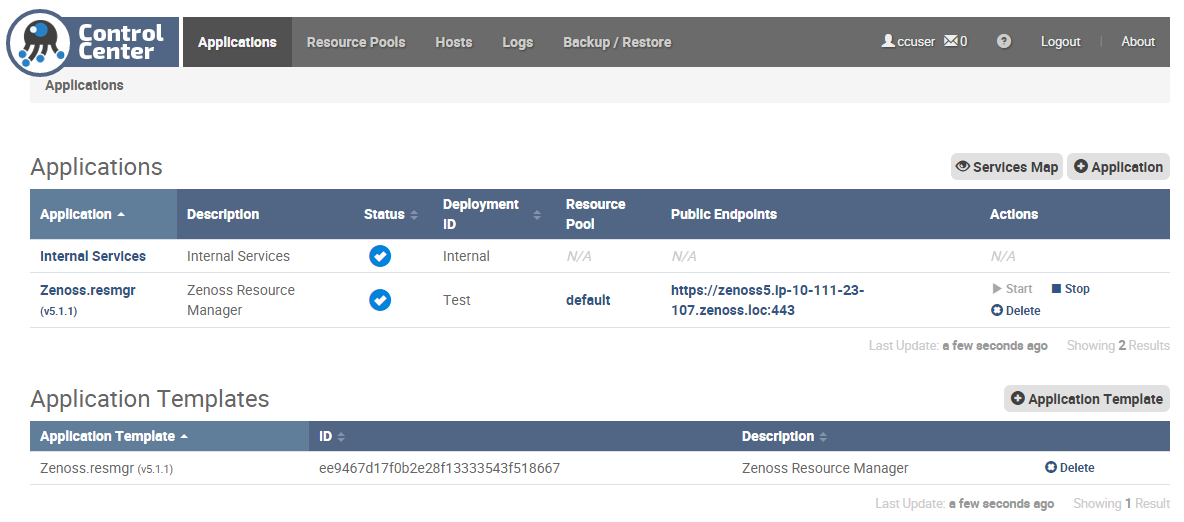 Control Center
Applications Resource Pools Hosts Logs Backup / Restore ccuser 0 ? Logout | About
Applications
Applications
Services Map Application
Application Description Status Deployment ID Resource Pool Public Endpoints Actions
Internal Services Internal Services Internal N/A N/A N/A
Zenoss.resmgr (v5.1.1) Zenoss Resource Manager Test default https://zenoss5.ip-10-111-23-107.zenoss.loc:443 Start Stop Delete
Last Update: a few seconds ago Showing 2 Results
Application Templates
Application Template
Application Template ID Description
Zenoss.resmgr (v5.1.1) ee9467d17f0b2e28f13333543f518667 Zenoss Resource Manager Delete
Last Update: a few seconds ago Showing 1 Result